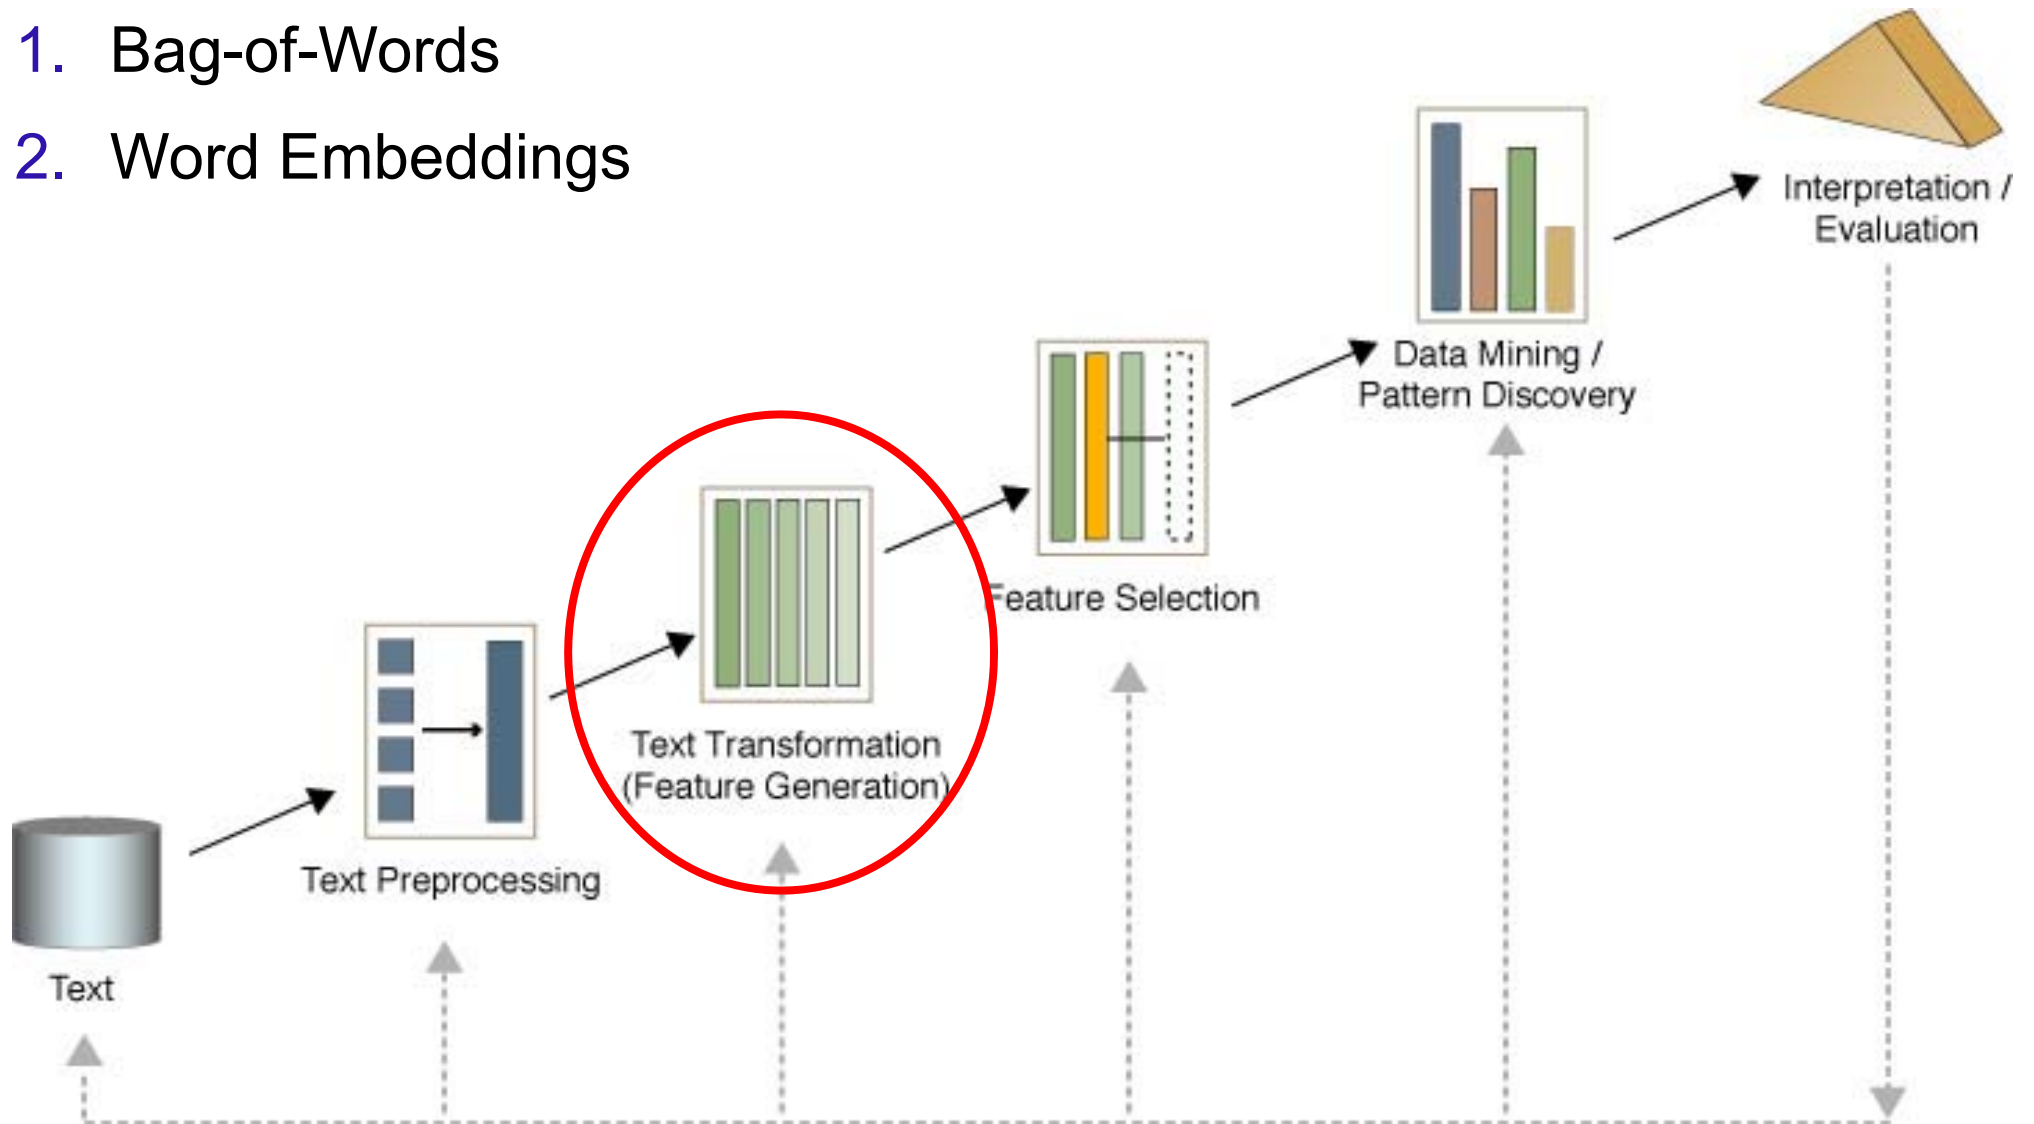 1. Bag-of-Words
2. Word Embeddings
Interpretation /
Evaluation
Data Mining /
Pattern Discovery
Feature Selection
Text Transformation
(Feature Generation)
Text Preprocessing
Text